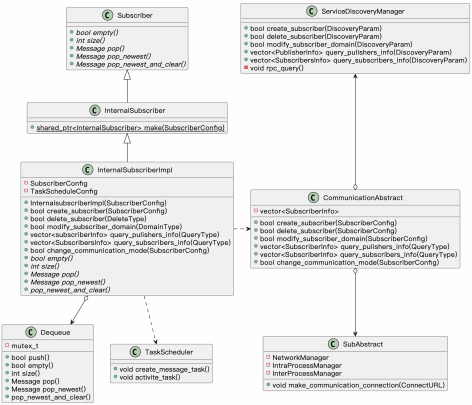 Subscriber
bool empty()
int size()
Message pop()
Message pop_newest()
Message pop_newest_and_clear()
ServiceDiscoveryManager
bool create_subscriber(DIscoveryParam)
bool delete_subscriber(DIscoveryParam)
bool modify_subscriber_domain(DIscoveryParam)
vector<PublisherInfo> query_pulishers_info(DIscoveryParam)
vector<SubscribersInfo> query_subscribers_info(DIscoveryParam)
void rpc_query()
InternalSubscriber
shared_ptr<InternalSubscriber> make(SubscriberConfig)
InternalSubscriberImpl
SubscriberConfig
TaskScheduleConfig
InternalsubscriberImpl(SubscriberConfig)
bool create_subscriber(SubscriberConfig)
bool delete_subscriber(DeleteType)
bool modify_subscriber_domain(DomainType)
vector<subscriberInfo> query_pulishers_info(QueryType)
vector<SubscribersInfo> query_subscribers_info(QueryType)
bool change_communication_mode(SubscriberConfig)
bool empty()
int size()
Message pop()
Message pop_newest()
pop_newest_and_clear()
CommunicationAbstract
vector<SubscriberInfo>
bool create_subscriber(SubscriberConfig)
bool delete_subscriber(SubscriberConfig)
bool modify_subscriber_domain(SubscriberConfig)
vector<SubscriberInfo> query_pulishers_info(QueryType)
vector<SubscriberInfo> query_subscribers_info(QueryType)
bool change_communication_mode(SubscriberConfig)
Dequeue
mutex_t
bool push()
bool empty()
int size()
Message pop()
Message pop_newest()
pop_newest_and_clear()
TaskScheduler
void create_message_task()
void activite_task()
SubAbstract
NetworkManager
IntraProcessManager
InterProcessManager
void make_communication_connection(ConnectURL)